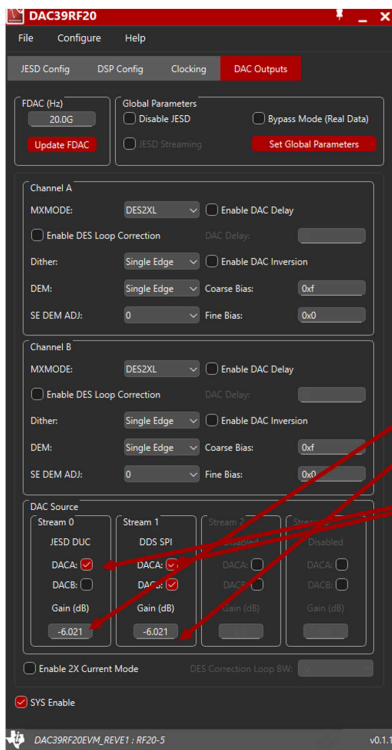 DAC39RF20
File Configure Help
JESD Config DSP Config Clocking DAC Outputs
FDAC (Hz) Global Parameters
20.0G Disable JESD Bypass Mode (Real Data)
Update FDAC JESD Streaming Set Global Parameters
Channel A
MXMODE: DES2XL Enable DAC Delay
Enable DES Loop Correction DAC Delay:
Dither: Single Edge Enable DAC Inversion
DEM: Single Edge Coarse Bias: 0xf
SE DEM ADJ: 0 Fine Bias: 0x0
Channel B
MXMODE: DES2XL Enable DAC Delay
Enable DES Loop Correction DAC Delay:
Dither: Single Edge Enable DAC Inversion
DEM: Single Edge Coarse Bias: 0xf
SE DEM ADJ: 0 Fine Bias: 0x0
DAC Source
Stream 0 Stream 1 Stream
JESD DUC DDS SPI Disabled Disabled
DACA: DACA: DACA: DACA:
DACB: DACB: DACB: DACB:
Gain (dB) Gain (dB) Gain (dB) Gain (dB)
-6.021 -6.021
Enable 2X Current Mode DES Correction Loop BW:
SYS Enable
DAC39RF20EVM_REVE1 : RF20-5 v0.1.1